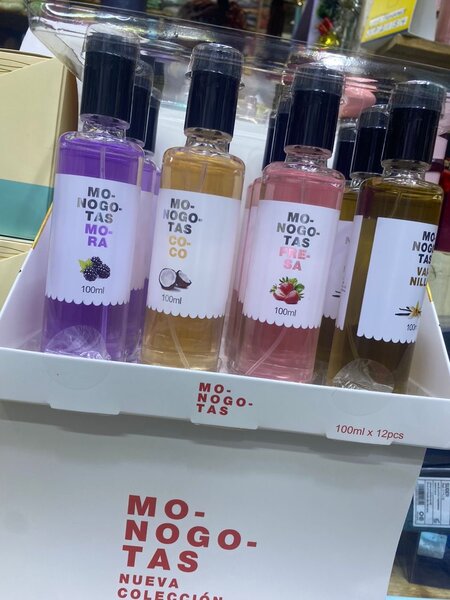 MO-
NOGO-
TAS
MO-
RA
100ml
MO-
NOGO-
TAS
CO-
CO
100ml
MO-
NOGO-
TAS
FRE-
SA
100ml
MO-
NOGO-
TAS
VAI-
NILL
100m
MO-
NOGO-
TAS
100ml x 12pcs
MO-
NOGO-
TAS
NUEVA
COLECCIÓN